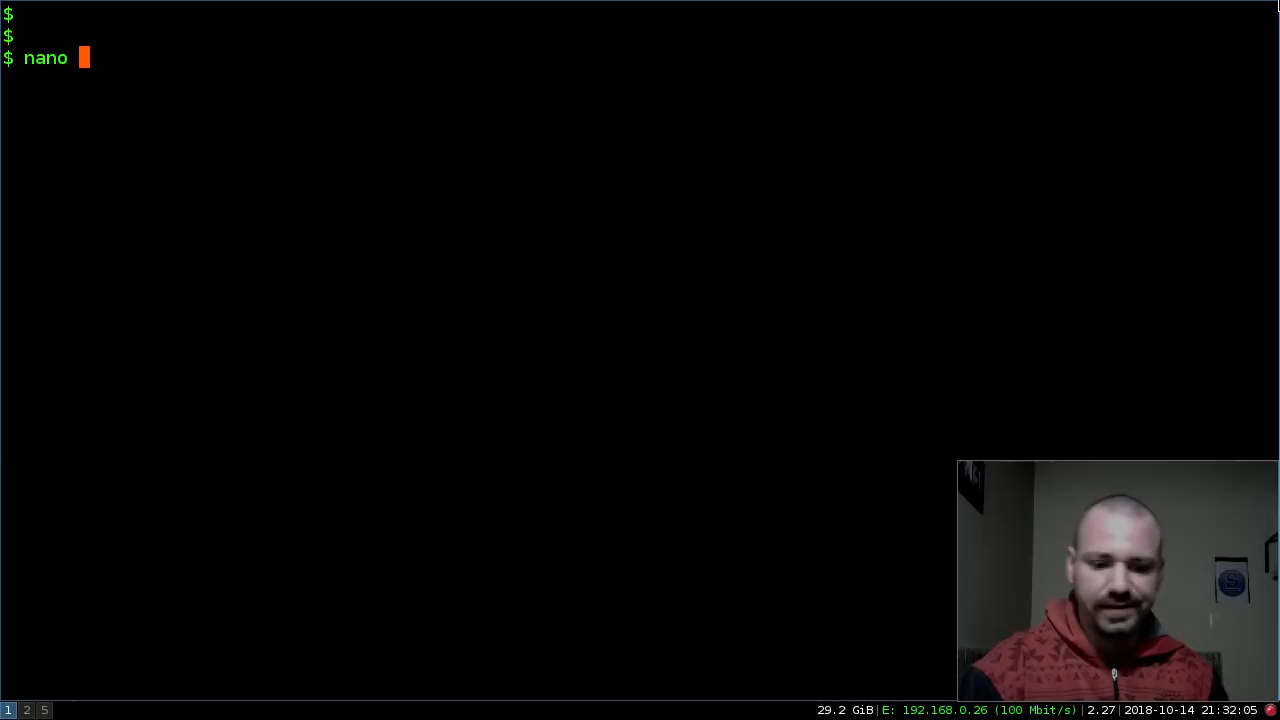 $
$
$ nano
1 2 5
29.2 GiB|E: 192.168.0.26 (100 Mbit/s)|2.27|2018-10-14 21:32:05
S